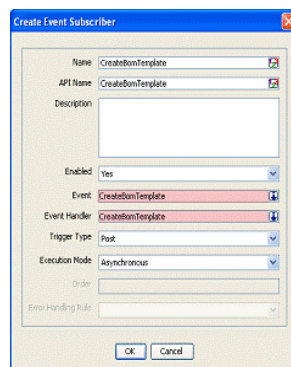 Create Event Subscriber
Name CreateBomTemplate
API Name CreateBomTemplate
Description
Enabled Yes
Event CreateBomTemplate
Event Handler CreateBomTemplate
Trigger Type Post
Execution Mode Asynchronous
Order
Error Handling Rule
OK Cancel